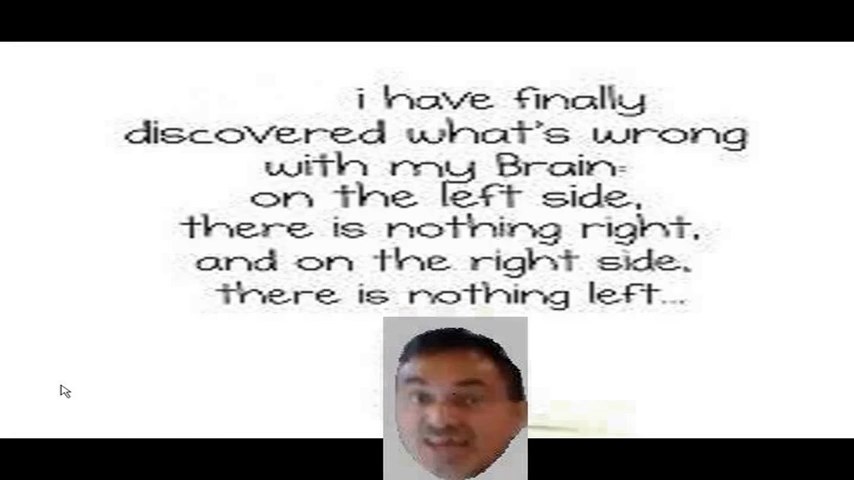 i have finally
discovered what's wrong
with my Brain:
on the left side,
there is nothing right,
and on the right side,
there is nothing left...